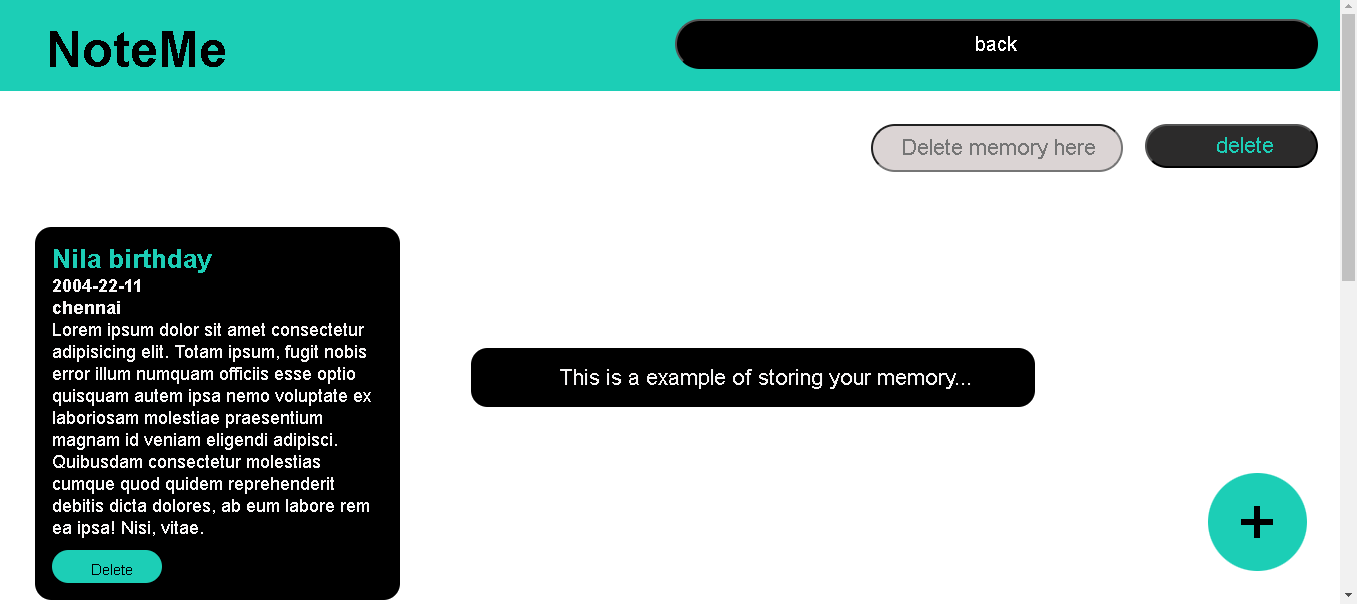 NoteMe
back
Delete memory here
delete
Nila birthday
2004-22-11
chennai
Lorem ipsum dolor sit amet consectetur
adipisicing elit. Totam ipsum, fugit nobis
error illum numquam officiis esse optio
quisquam autem ipsa nemo voluptate ex
laboriosam molestiae praesentium
magnam id veniam eligendi adipisci.
Quibusdam consectetur molestias
cumque quod quidem reprehenderit
debitis dicta dolores, ab eum labore rem
ea ipsa! Nisi, vitae.
Delete
This is a example of storing your memory...
+